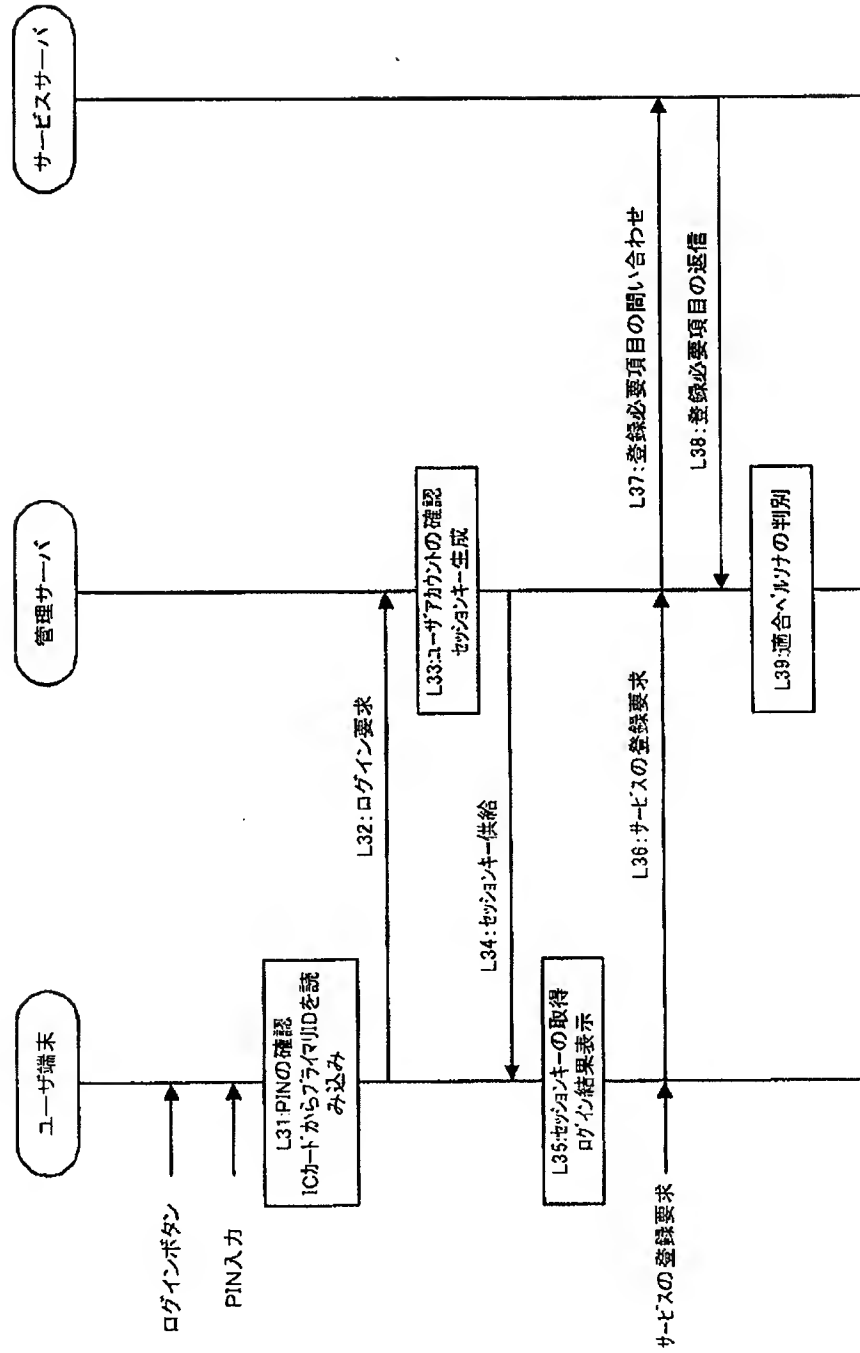 ユーザ端末
管理サーバ
サービスサーバ
ログインボタン
PIN入力
L31:PINの確認
ICカードからプライマリIDを読
み込み
L32:ログイン要求
L33:ユーザアカウントの確認
セッションキー生成
L34:セッションキー供給
L35:セッションキーの取得
ログイン結果表示
サービスの登録要求
L36:サービスの登録要求
L37:登録必要項目の問い合わせ
L38:登録必要項目の返信
L39:適合ペルソナの判別